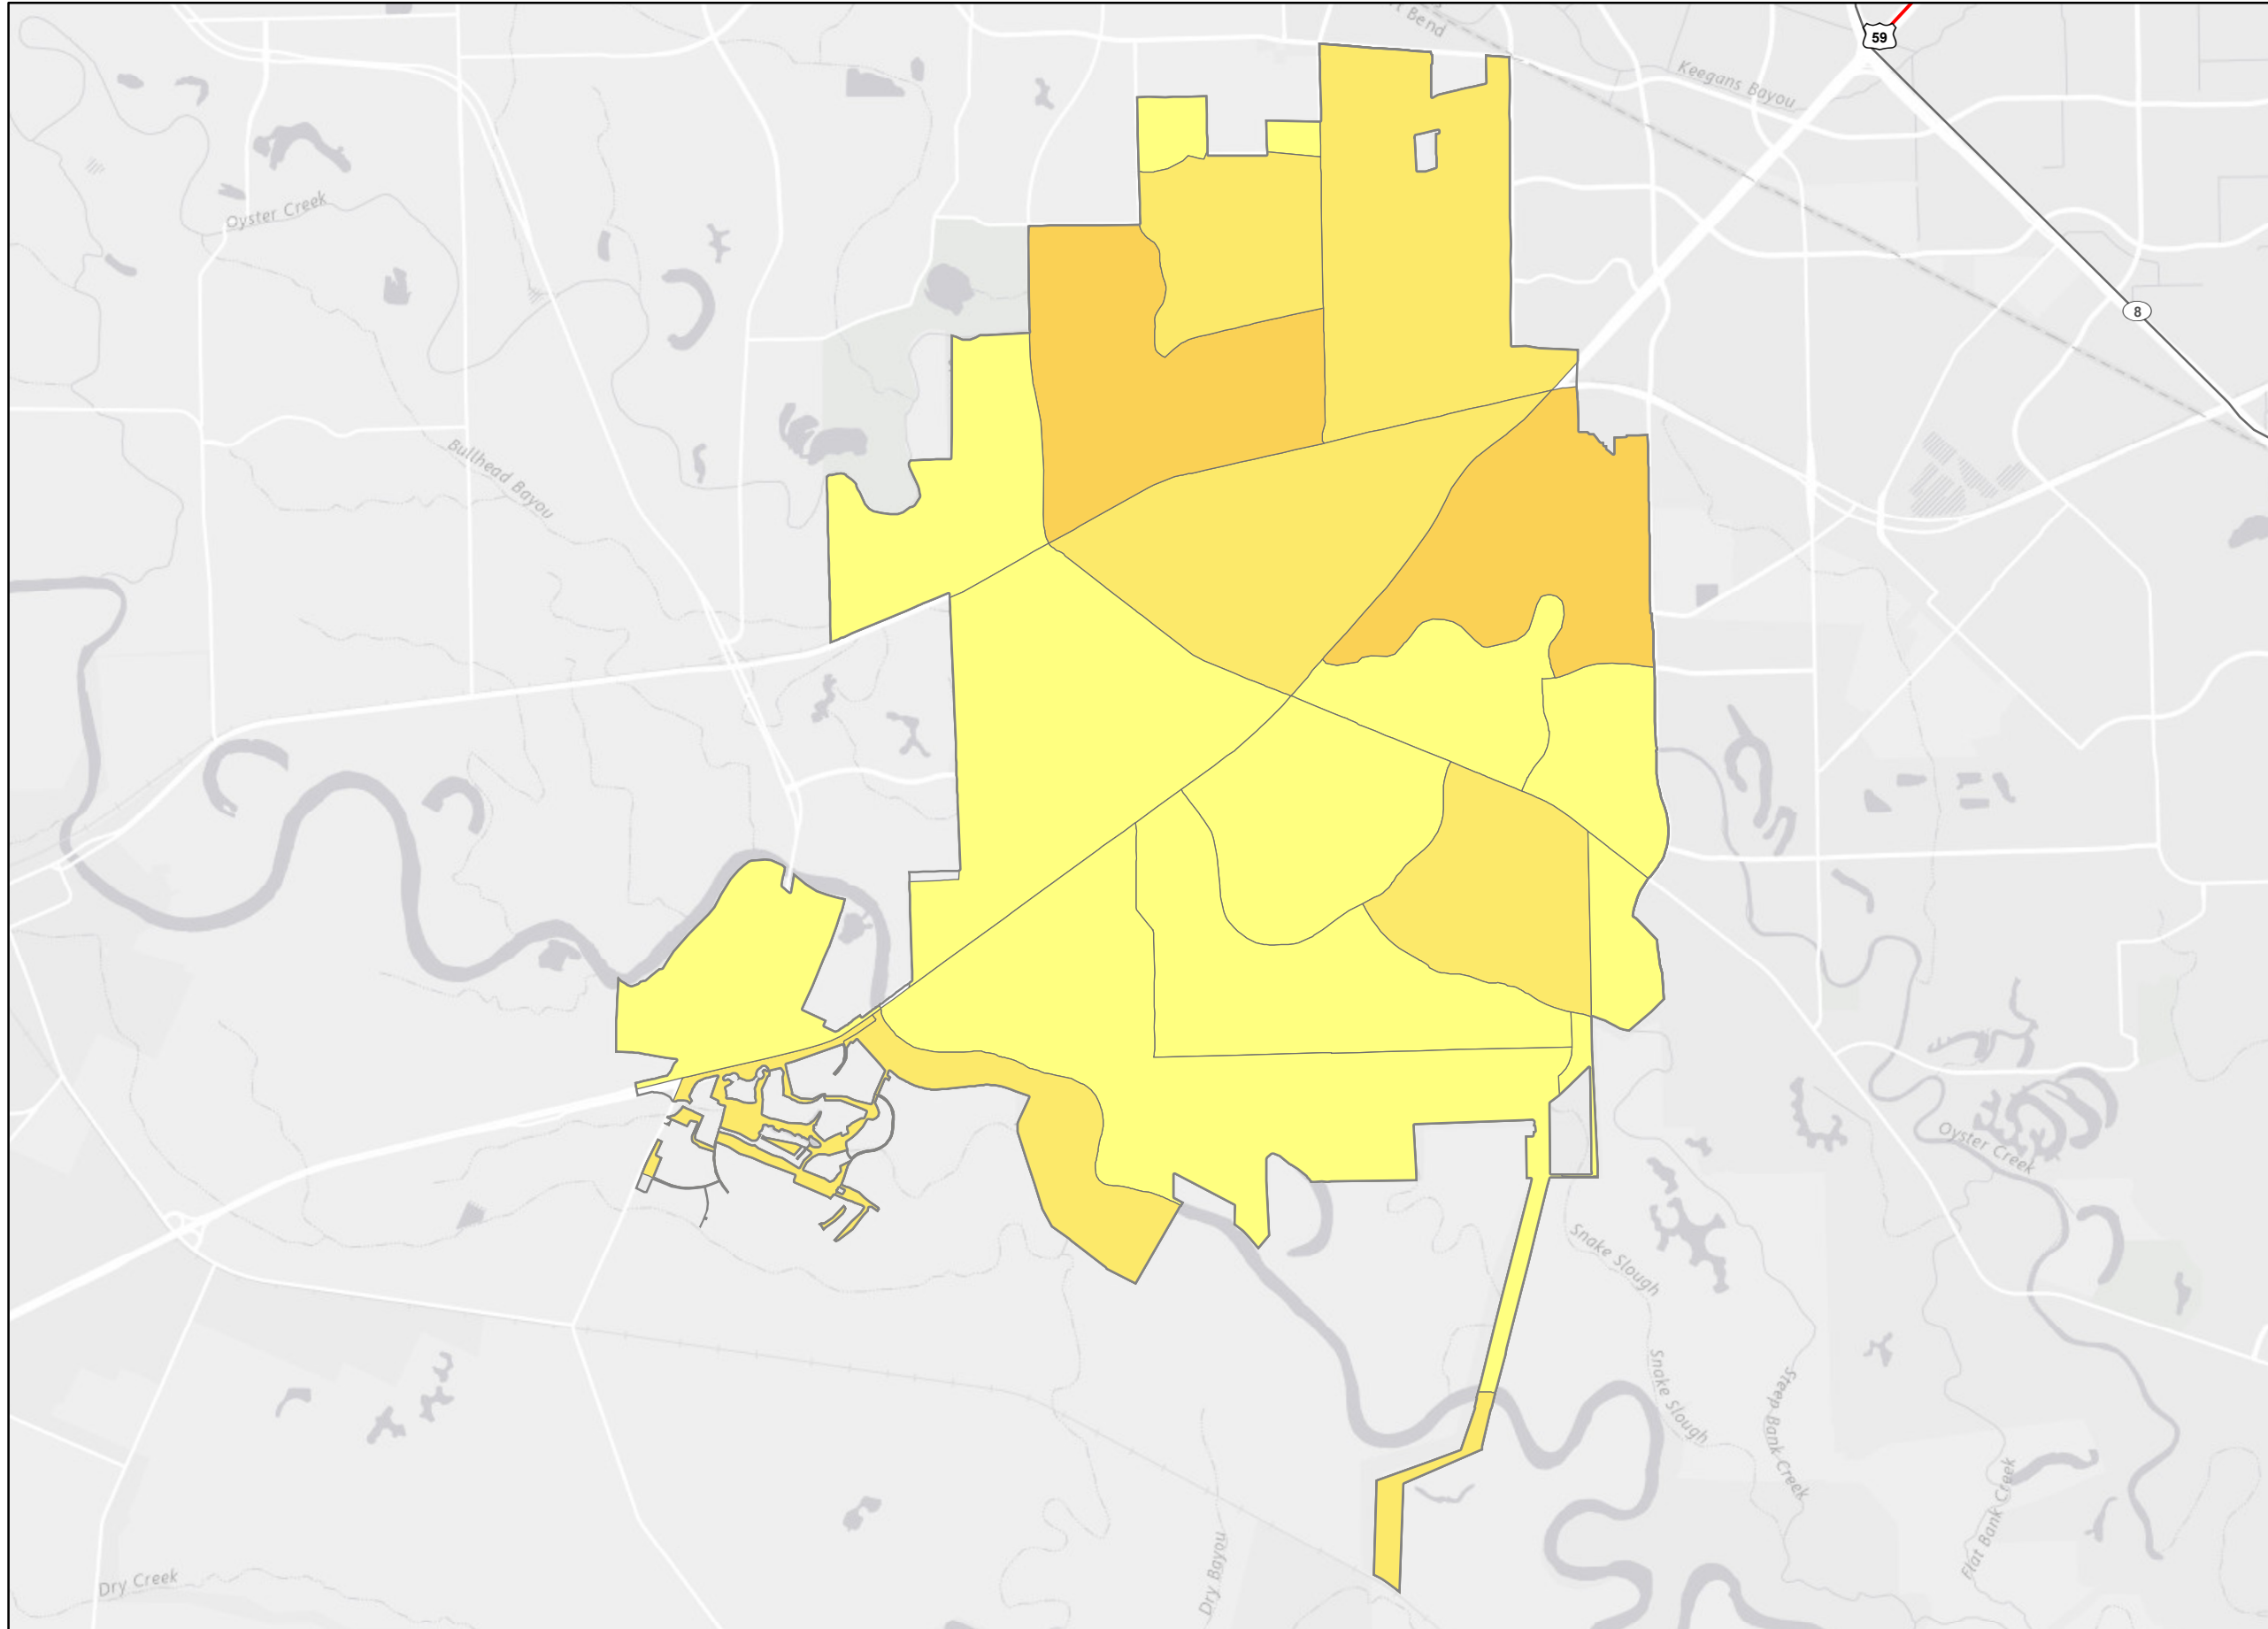 Bend
59
Keegans Bayou
Oyster Creek
8
Bullhead Bayou
Oyster Creek
Snake Slough
Snake Slough
Steep Bank Creek
Flat Bank Creek
Dry Bayou
Dry Creek